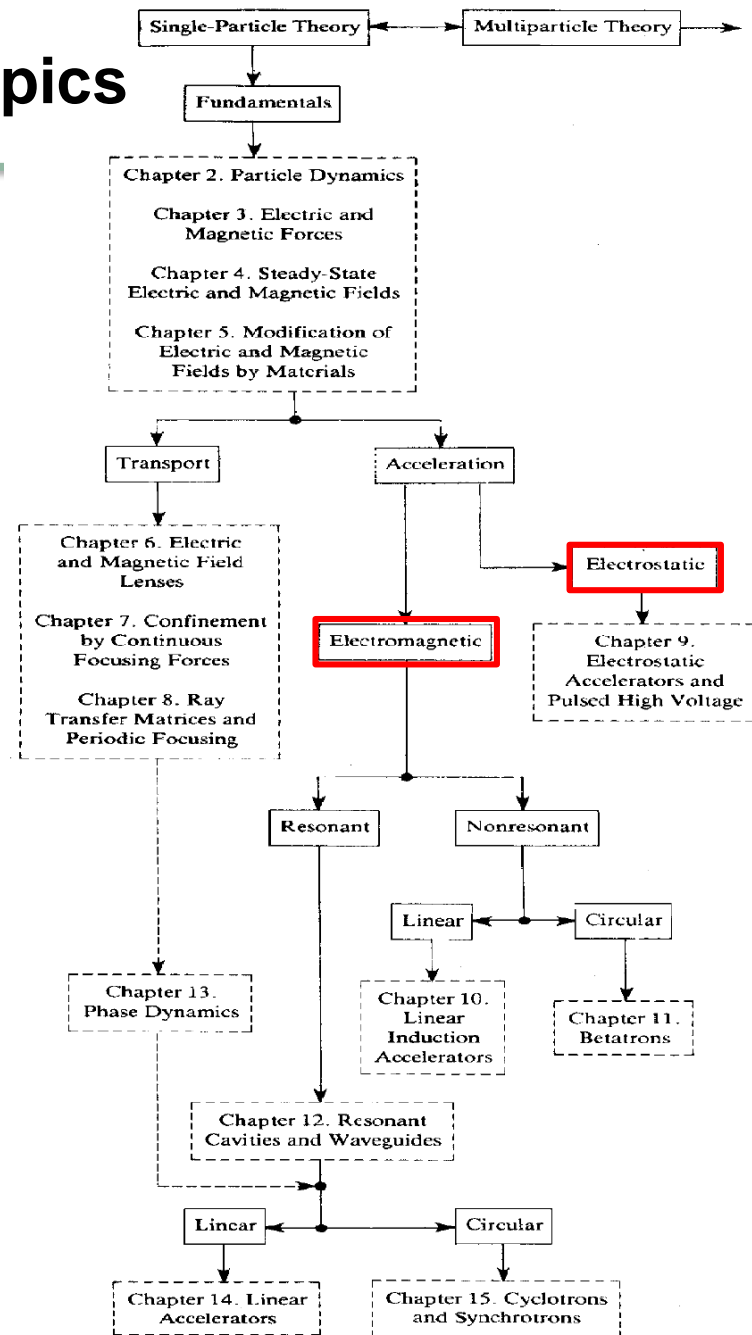 Single-Particle Theory
Multiparticle Theory
pics
Fundamentals
Chapter 2. Particle Dynamics
Chapter 3. Electric and
Magnetic Forces
Chapter 4. Steady-State
Electric and Magnetic Fields
Chapter 5. Modification of
Electric and Magnetic
Fields by Materials
Transport
Acceleration
Chapter 6. Electric
and Magnetic Field
Lenses
Chapter 7. Confinement
by Continuous
Focusing Forces
Chapter 8. Ray
Transfer Matrices and
Periodic Focusing
Electromagnetic
Electrostatic
Chapter 9.
Electrostatic
Accelerators and
Pulsed High Voltage
Resonant
Nonresonant
Linear
Circular
Chapter 13.
Phase Dynamics
Chapter 10.
Linear
Induction
Accelerators
Chapter 11.
Betatrons
Chapter 12. Resonant
Cavities and Waveguides
Linear
Circular
Chapter 14. Linear
Accelerators
Chapter 15. Cyclotrons
and Synchrotrons